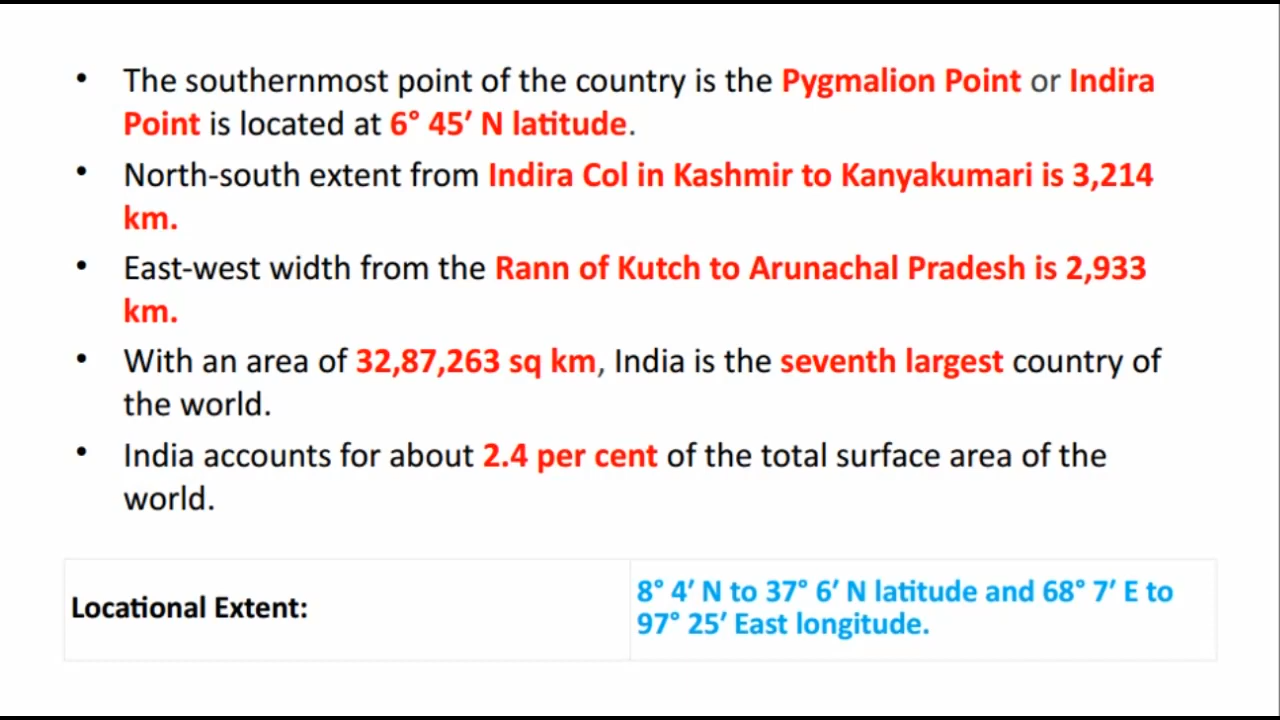 • The southernmost point of the country is the Pygmalion Point or Indira
Point is located at 6° 45′ N latitude.
• North-south extent from Indira Col in Kashmir to Kanyakumari is 3,214
km.
• East-west width from the Rann of Kutch to Arunachal Pradesh is 2,933
km.
• With an area of 32,87,263 sq km, India is the seventh largest country of
the world.
• India accounts for about 2.4 per cent of the total surface area of the
world.
Locational Extent:
8° 4′ N to 37° 6′ N latitude and 68° 7′ E to
97° 25′ East longitude.